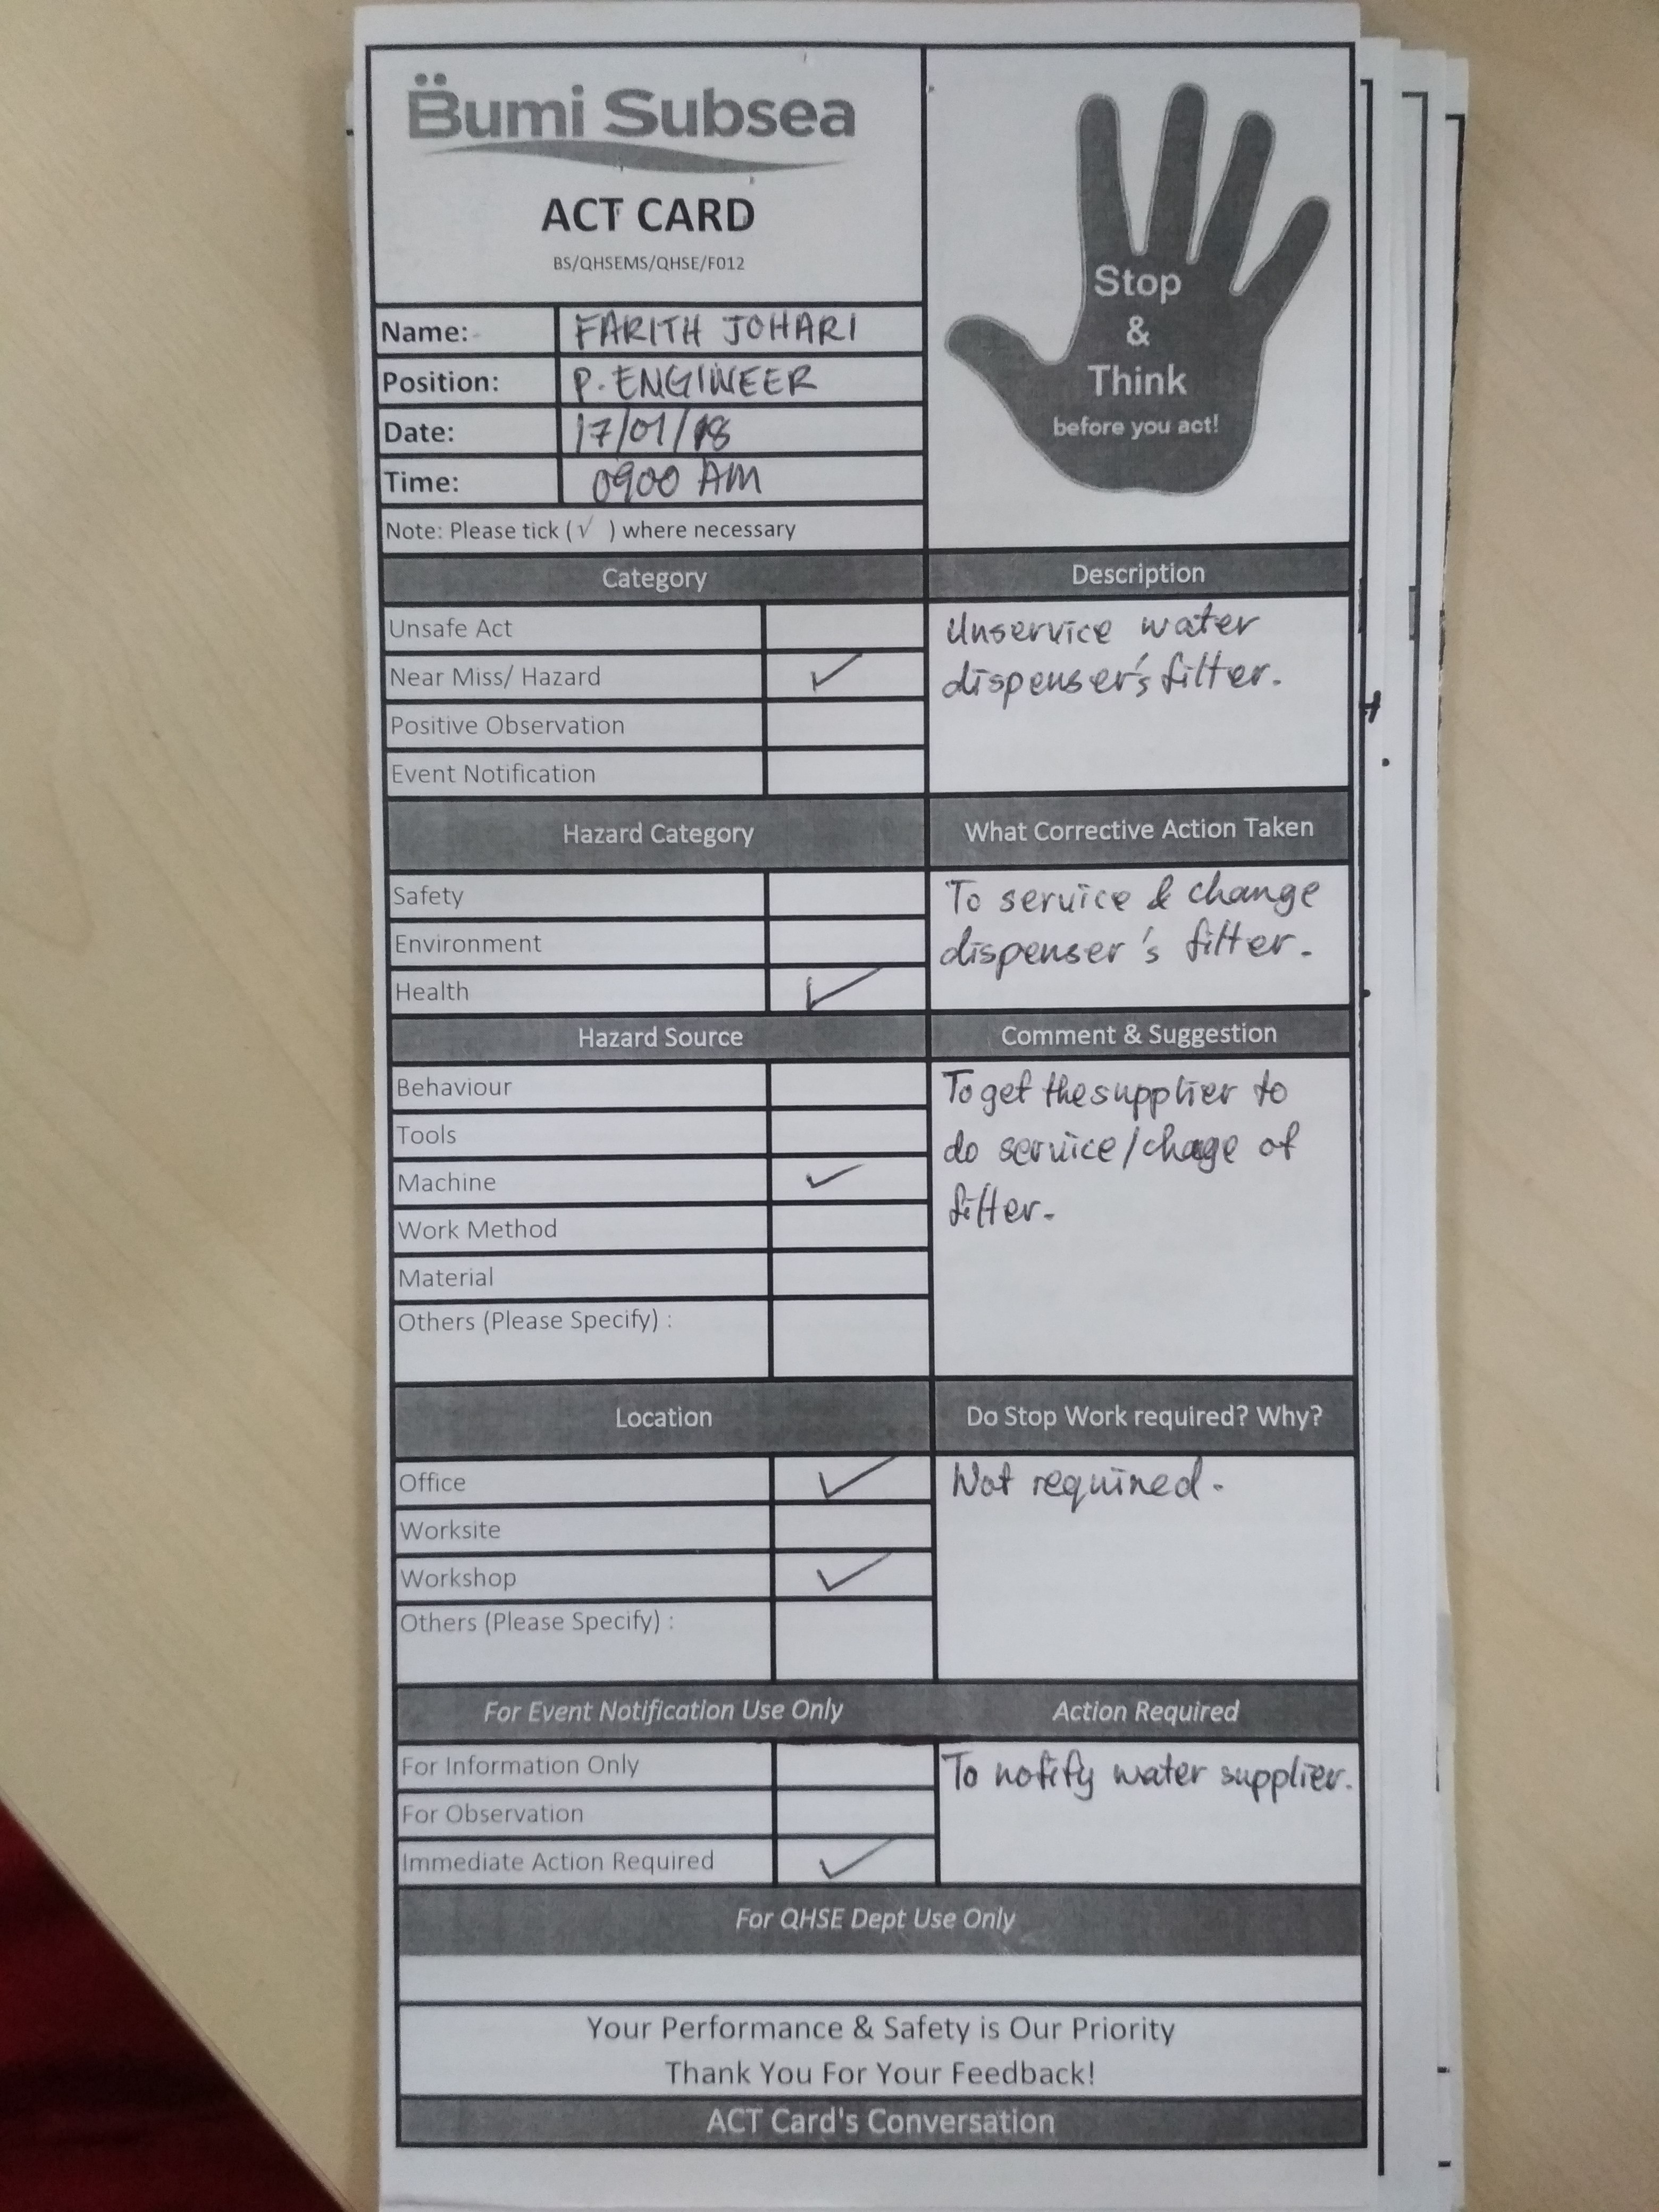 Bumi Subsea
ACT CARD
BS/QHSEMS/QHSE/F012
Stop
&
Think
before you act!
Name: FARITH JOHARI
Position: P. ENGINEER
Date: 17/01/18
Time: 0900 AM
Note: Please tick (√ ) where necessary
Category
Description
Unsafe Act
Near Miss/ Hazard ✓
Positive Observation
Event Notification
Unservice water
dispenser's filter.
Hazard Category
What Corrective Action Taken
Safety
Environment
Health ✓
To service & change
dispenser's filter.
Hazard Source
Comment & Suggestion
Behaviour
Tools
Machine ✓
Work Method
Material
Others (Please Specify) :
To get the supplier to
do service/chage of
filter.
Location
Do Stop Work required? Why?
Office ✓
Worksite
Workshop ✓
Others (Please Specify) :
Not required.
For Event Notification Use Only
Action Required
For Information Only
For Observation
Immediate Action Required ✓
To notify water supplier.
For QHSE Dept Use Only
Your Performance & Safety is Our Priority
Thank You For Your Feedback!
ACT Card's Conversation